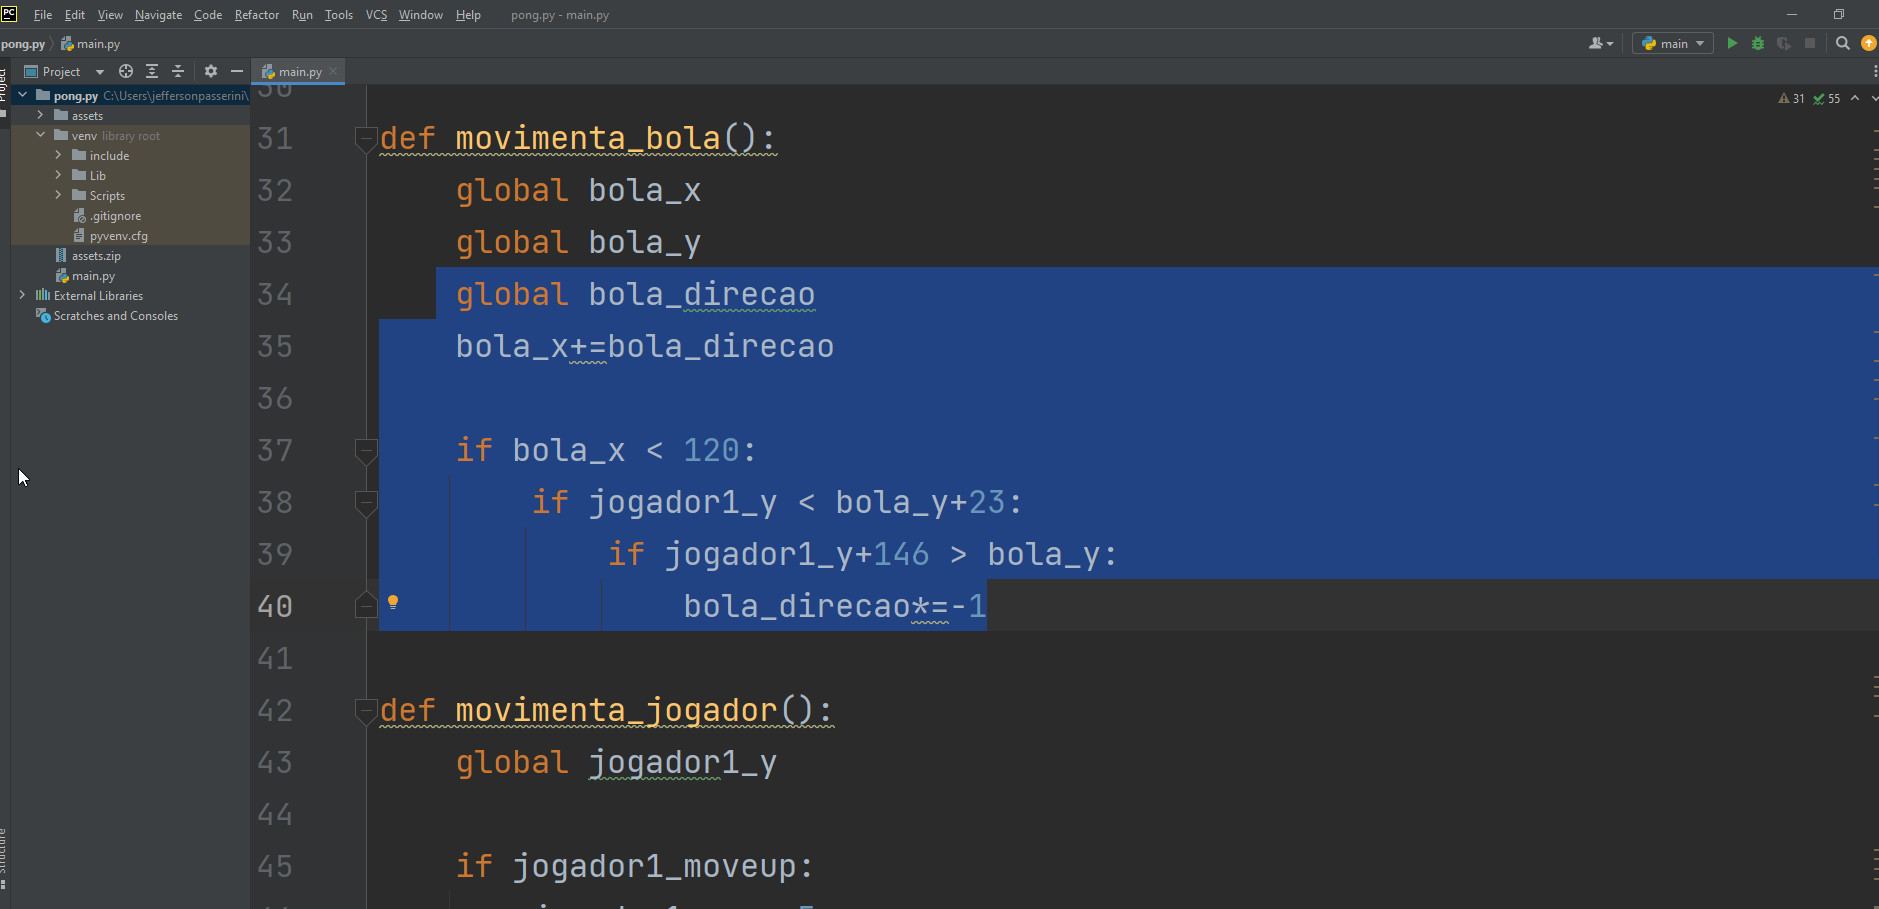 PC File Edit View Navigate Code Refactor Run Tools VCS Window Help pong.py - main.py
pong.py main.py
main
Project
Project
main.py
31 55
pong.py C:\Users\jeffersonpasserini\
assets
venv library root
include
Lib
Scripts
.gitignore
pyvenv.cfg
assets.zip
main.py
External Libraries
Scratches and Consoles
Structure
30
31 def movimenta_bola():
32 global bola_x
33 global bola_y
34 global bola_direcao
35 bola_x+=bola_direcao
36
37 if bola_x < 120:
38 if jogador1_y < bola_y+23:
39 if jogador1_y+146 > bola_y:
40 bola_direcao*=-1
41
42 def movimenta_jogador():
43 global jogador1_y
44
45 if jogador1_moveup: